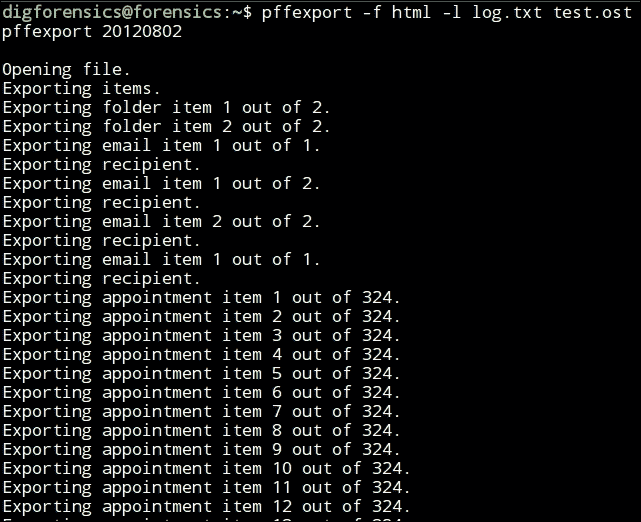 digforensics@forensics:~$ pffexport -f html -l log.txt test.ost
pffexport 20120802
Opening file.
Exporting items.
Exporting folder item 1 out of 2.
Exporting folder item 2 out of 2.
Exporting email item 1 out of 1.
Exporting recipient.
Exporting email item 1 out of 2.
Exporting recipient.
Exporting email item 2 out of 2.
Exporting recipient.
Exporting email item 1 out of 1.
Exporting recipient.
Exporting appointment item 1 out of 324.
Exporting appointment item 2 out of 324.
Exporting appointment item 3 out of 324.
Exporting appointment item 4 out of 324.
Exporting appointment item 5 out of 324.
Exporting appointment item 6 out of 324.
Exporting appointment item 7 out of 324.
Exporting appointment item 8 out of 324.
Exporting appointment item 9 out of 324.
Exporting appointment item 10 out of 324.
Exporting appointment item 11 out of 324.
Exporting appointment item 12 out of 324.